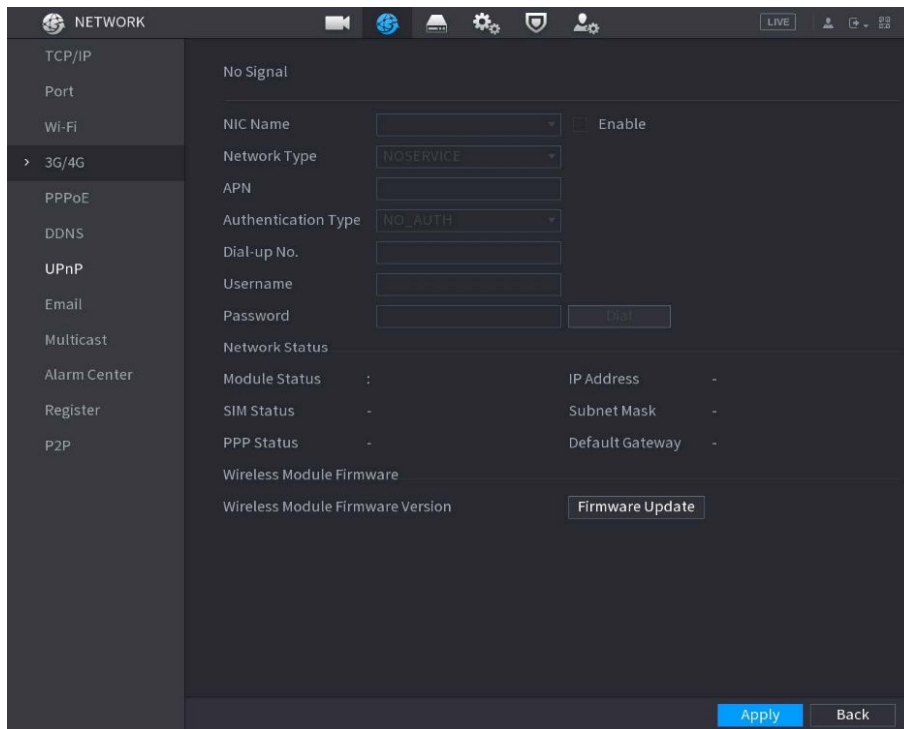 NETWORK
LIVE
TCP/IP
Port
Wi-Fi
3G/4G
PPPoE
DDNS
UPnP
Email
Multicast
Alarm Center
Register
P2P
No Signal
NIC Name Enable
Network Type NOSERVICE
APN
Authentication Type NO_AUTH
Dial-up No.
Username
Password Dial
Network Status
Module Status : IP Address -
SIM Status - Subnet Mask -
PPP Status - Default Gateway -
Wireless Module Firmware
Wireless Module Firmware Version Firmware Update
Apply Back